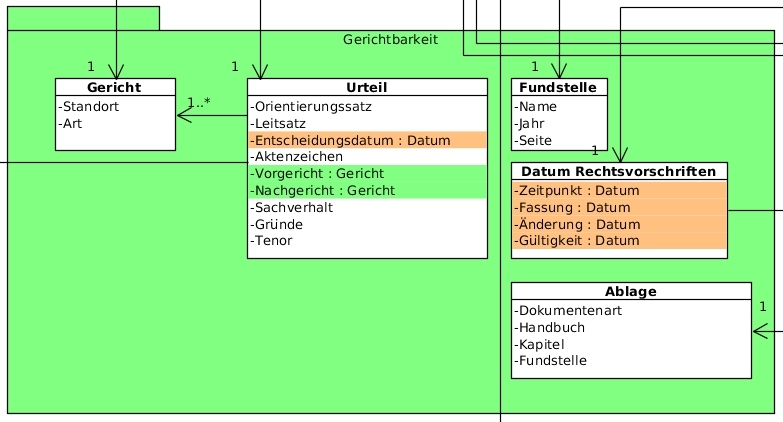 Gerichtbarkeit
1
Gericht
-Standort
-Art
1..*
1
Urteil
-Orientierungssatz
-Leitsatz
-Entscheidungsdatum : Datum
-Aktenzeichen
-Vorgericht : Gericht
-Nachgericht : Gericht
-Sachverhalt
-Gründe
-Tenor
1
Fundstelle
-Name
-Jahr
-Seite
1
Datum Rechtsvorschriften
-Zeitpunkt : Datum
-Fassung : Datum
-Änderung : Datum
-Gültigkeit : Datum
Ablage
-Dokumentenart
-Handbuch
-Kapitel
-Fundstelle
1